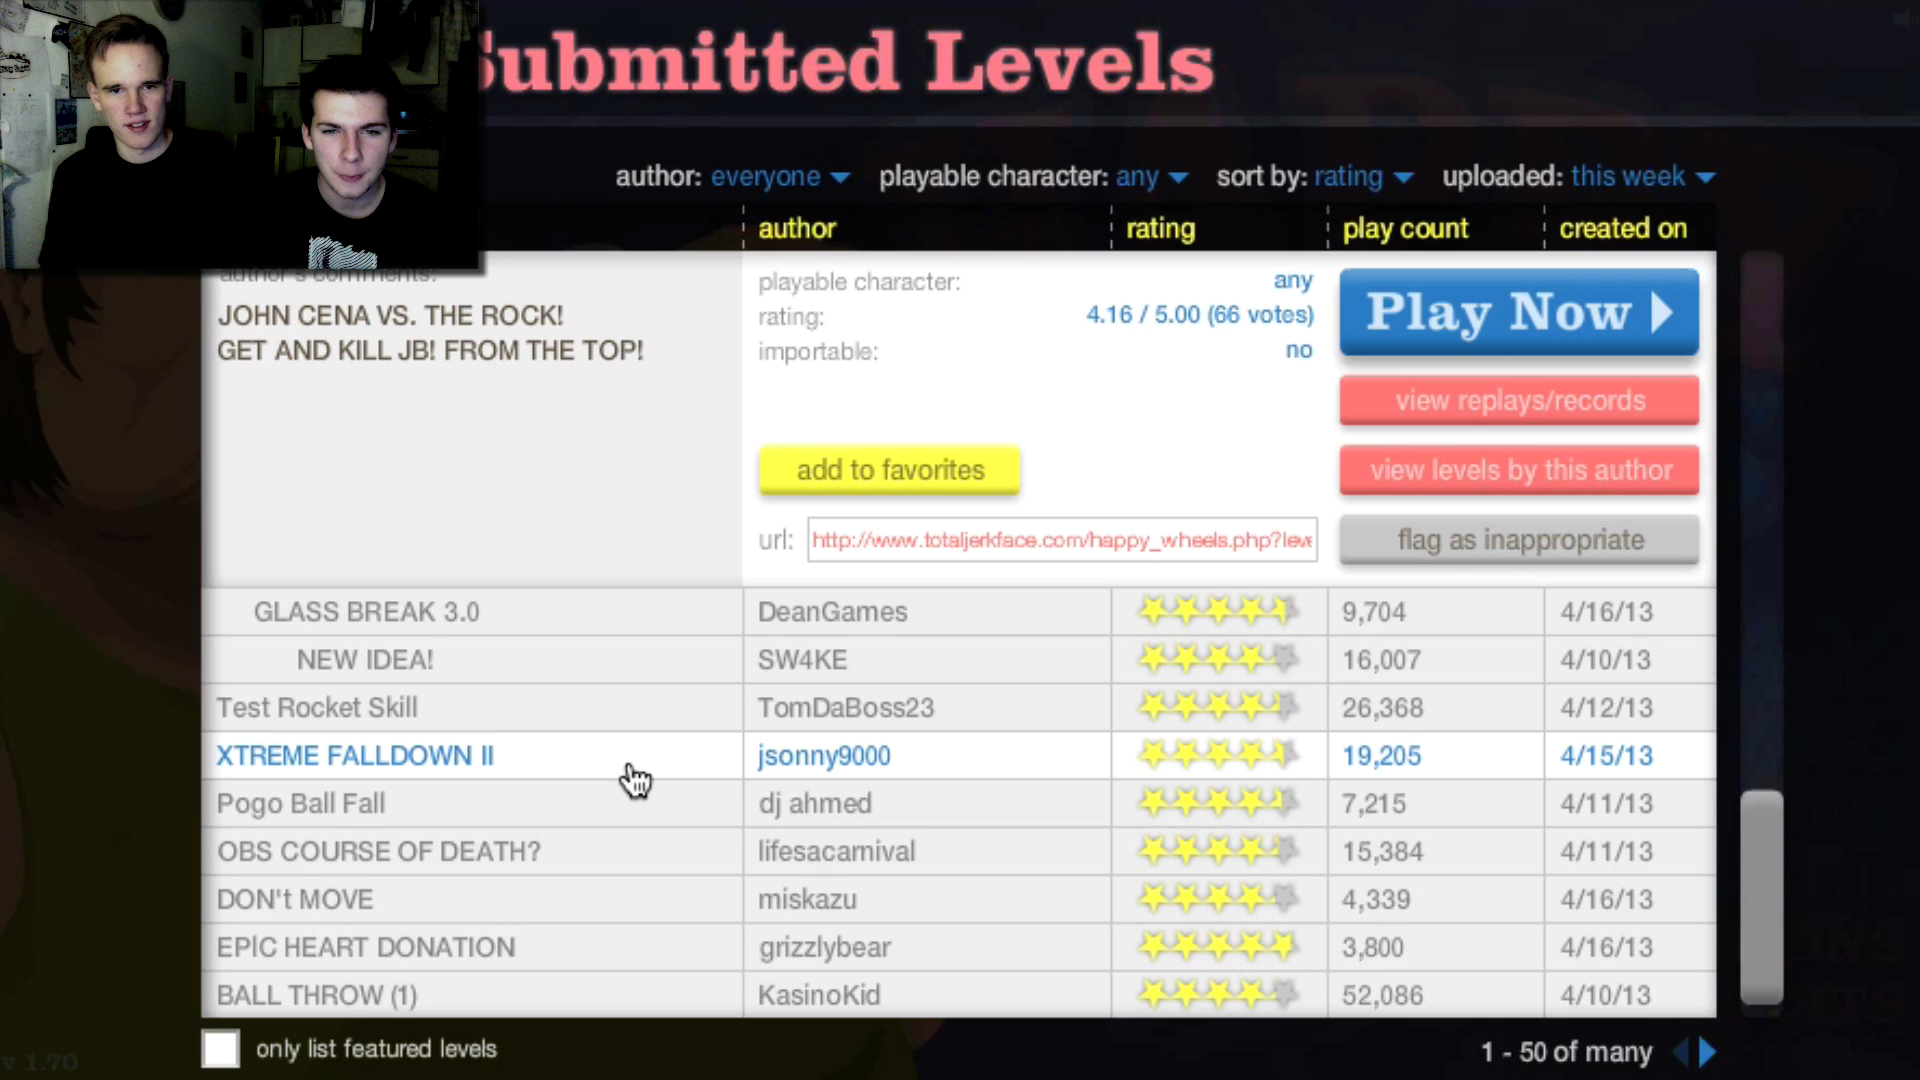 Submitted Levels
author: everyone playable character: any sort by: rating uploaded: this week
author rating play count created on
author's comments:
JOHN CENA VS. THE ROCK!
GET AND KILL JB! FROM THE TOP!
playable character: any
rating: 4.16 / 5.00 (66 votes)
importable: no
Play Now
view replays/records
add to favorites
view levels by this author
url: http://www.totaljerkface.com/happy_wheels.php?leve
flag as inappropriate
GLASS BREAK 3.0 DeanGames 9,704 4/16/13
NEW IDEA! SW4KE 16,007 4/10/13
Test Rocket Skill TomDaBoss23 26,368 4/12/13
XTREME FALLDOWN II jsonny9000 19,205 4/15/13
Pogo Ball Fall dj ahmed 7,215 4/11/13
OBS COURSE OF DEATH? lifesacarnival 15,384 4/11/13
DON't MOVE miskazu 4,339 4/16/13
EPlC HEART DONATION grizzlybear 3,800 4/16/13
BALL THROW (1) KasinoKid 52,086 4/10/13
only list featured levels
1 - 50 of many
v 1.70